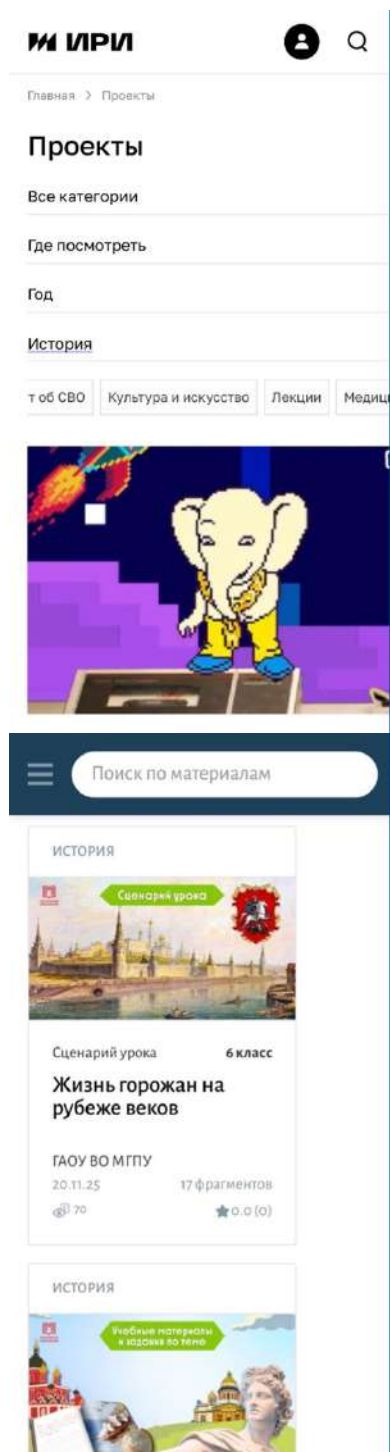 ИРИ
Главная > Проекты
Проекты
Все категории
Где посмотреть
Год
История
т об СВО Культура и искусство Лекции Медиц
Поиск по материалам
ИСТОРИЯ
Сценарий урока
Сценарий урока 6 класс
Жизнь горожан на
рубеже веков
ГАОУ ВО МГПУ
20.11.25 17 фрагментов
70 0.0 (0)
ИСТОРИЯ
Учебные материалы
и издания по теме